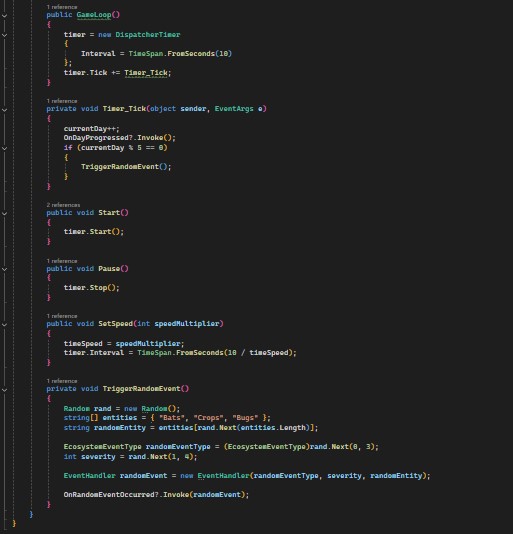 1 reference
public GameLoop()
{
timer = new DispatcherTimer
{
Interval = TimeSpan.FromSeconds(10)
};
timer.Tick += Timer_Tick;
}
1 reference
private void Timer_Tick(object sender, EventArgs e)
{
currentDay++;
OnDayProgressed?.Invoke();
if (currentDay % 5 == 0)
{
TriggerRandomEvent();
}
}
2 references
public void Start()
{
timer.Start();
}
1 reference
public void Pause()
{
timer.Stop();
}
1 reference
public void SetSpeed(int speedMultiplier)
{
timeSpeed = speedMultiplier;
timer.Interval = TimeSpan.FromSeconds(10 / timeSpeed);
}
1 reference
private void TriggerRandomEvent()
{
Random rand = new Random();
string[] entities = { "Bats", "Crops", "Bugs" };
string randomEntity = entities[rand.Next(entities.Length)];
EcosystemEventType randomEventType = (EcosystemEventType)rand.Next(0, 3);
int severity = rand.Next(1, 4);
EventHandler randomEvent = new EventHandler(randomEventType, severity, randomEntity);
OnRandomEventOccurred?.Invoke(randomEvent);
}
}
}